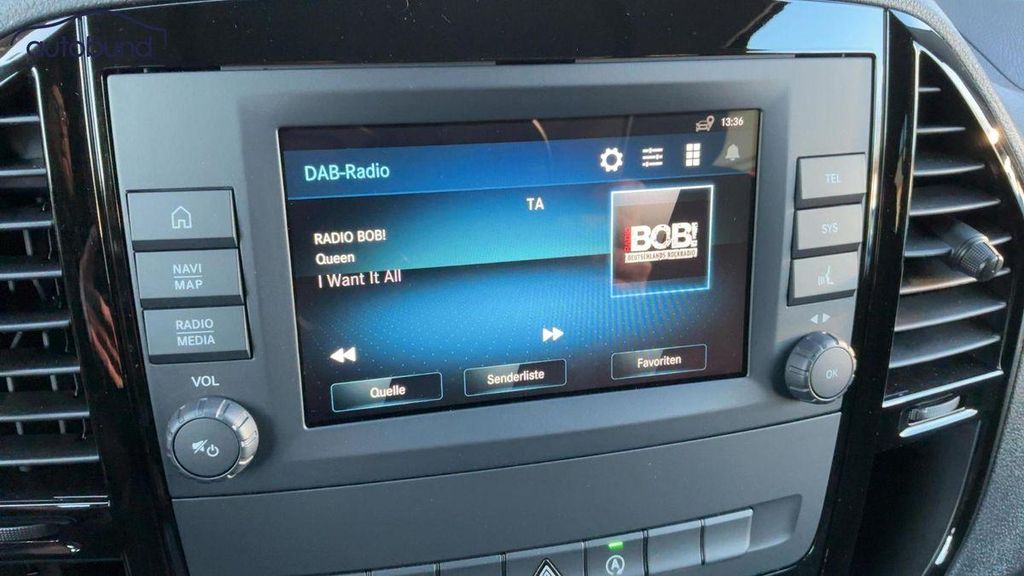 autobund
13:36
DAB-Radio
TA
RADIO BOB!
Queen
I Want It All
RADIO
BOB!
DEUTSCHLANDS ROCKRADIO
Quelle
Senderliste
Favoriten
NAVI
MAP
RADIO
MEDIA
VOL
TEL
SYS
OK
A